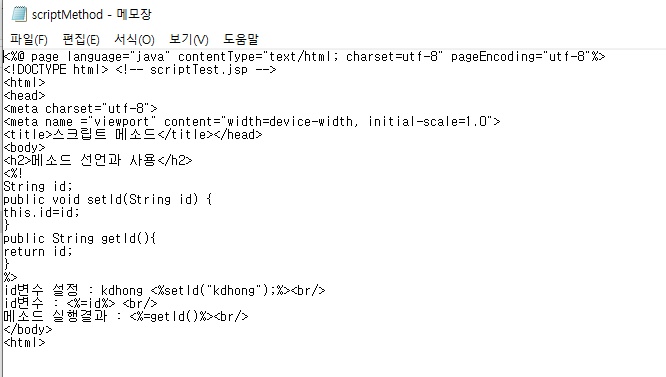 scriptMethod - 메모장
파일(F) 편집(E) 서식(O) 보기(V) 도움말
<%@ page language="java" contentType="text/html; charset=utf-8" pageEncoding="utf-8"%>
<!DOCTYPE html> <!-- scriptTest.jsp -->
<html>
<head>
<meta charset="utf-8">
<meta name ="viewport" content="width=device-width, initial-scale=1.0">
<title>스크립트 메소드</title></head>
<body>
<h2>메소드 선언과 사용</h2>
<%!
String id;
public void setId(String id) {
this.id=id;
}
public String getId(){
return id;
}
%>
id변수 설정 : kdhong <%setId("kdhong");%><br/>
id변수 : <%=id%> <br/>
메소드 실행결과 : <%=getId()%><br/>
</body>
<html>